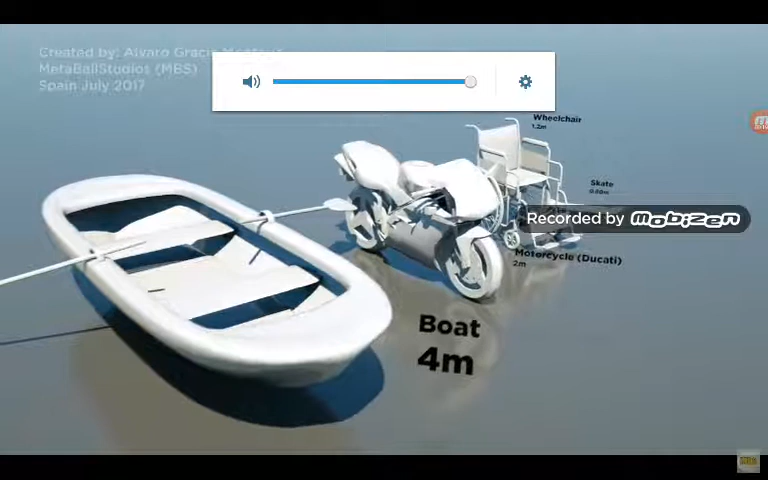 Created by: Alvaro Gracia
MetaBallStudios (MBS)
Spain July 2017
Wheelchair
1.2m
Skate
Recorded by Mobizen
Motorcycle (Ducati)
2m
Boat
4m